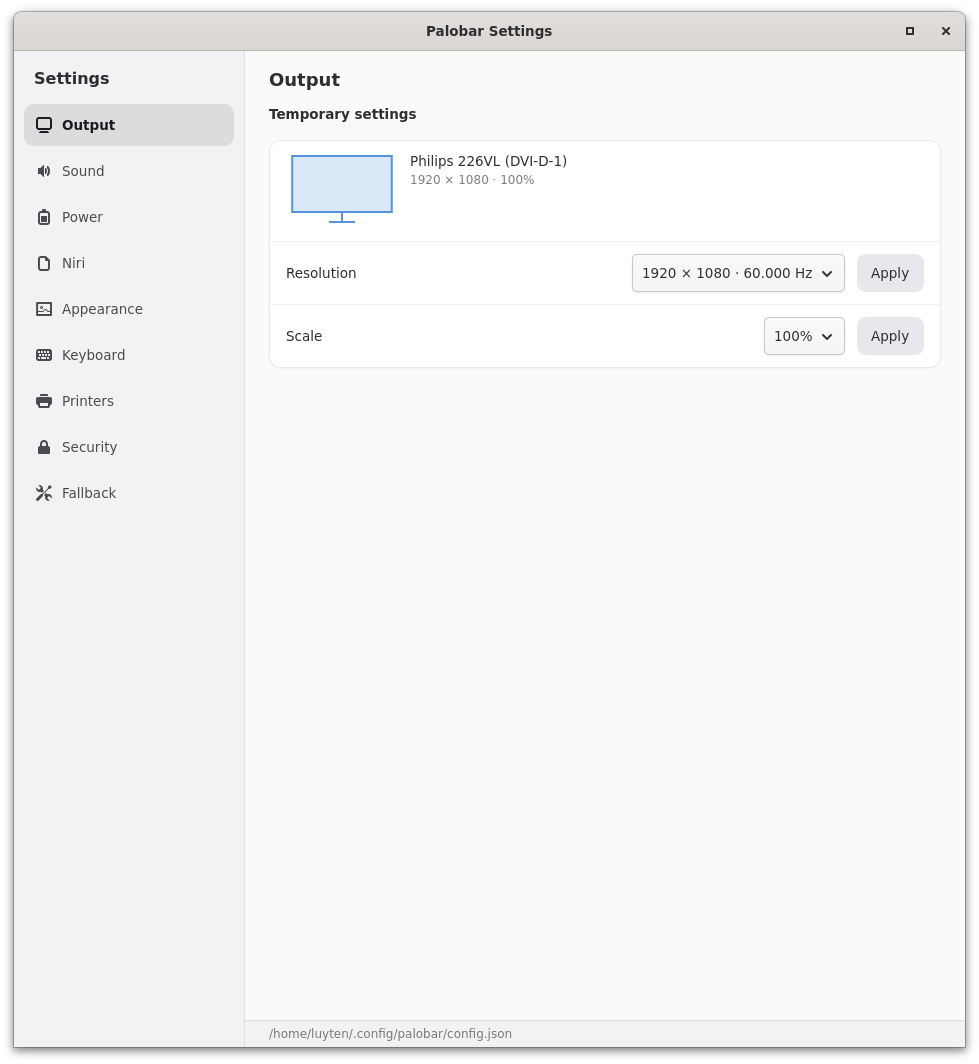 Palobar Settings
Settings
Output
Sound
Power
Niri
Appearance
Keyboard
Printers
Security
Fallback
Output
Temporary settings
Philips 226VL (DVI-D-1)
1920 × 1080 · 100%
Resolution
1920 × 1080 · 60.000 Hz
Apply
Scale
100%
Apply
/home/luyten/.config/palobar/config.json